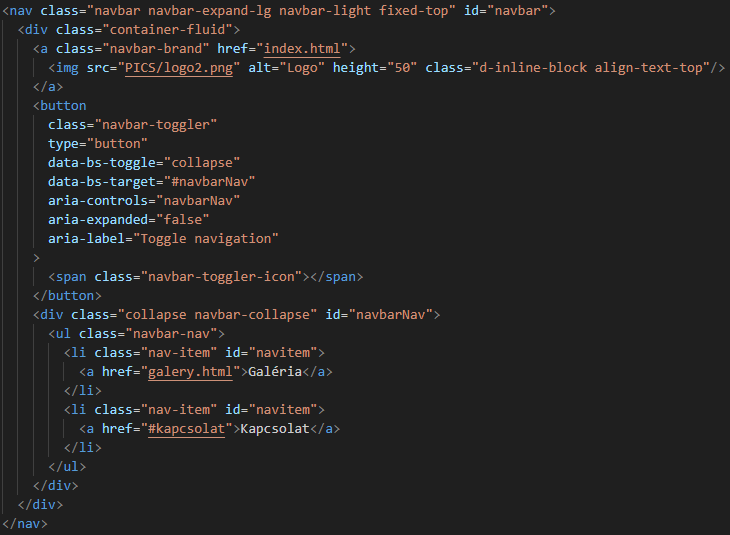 <nav class="navbar navbar-expand-lg navbar-light fixed-top" id="navbar">
<div class="container-fluid">
<a class="navbar-brand" href="index.html">
<img src="PICS/logo2.png" alt="Logo" height="50" class="d-inline-block align-text-top"/>
</a>
<button
class="navbar-toggler"
type="button"
data-bs-toggle="collapse"
data-bs-target="#navbarNav"
aria-controls="navbarNav"
aria-expanded="false"
aria-label="Toggle navigation"
>
<span class="navbar-toggler-icon"></span>
</button>
<div class="collapse navbar-collapse" id="navbarNav">
<ul class="navbar-nav">
<li class="nav-item" id="navitem">
<a href="galery.html">Galéria</a>
</li>
<li class="nav-item" id="navitem">
<a href="#kapcsolat">Kapcsolat</a>
</li>
</ul>
</div>
</div>
</nav>